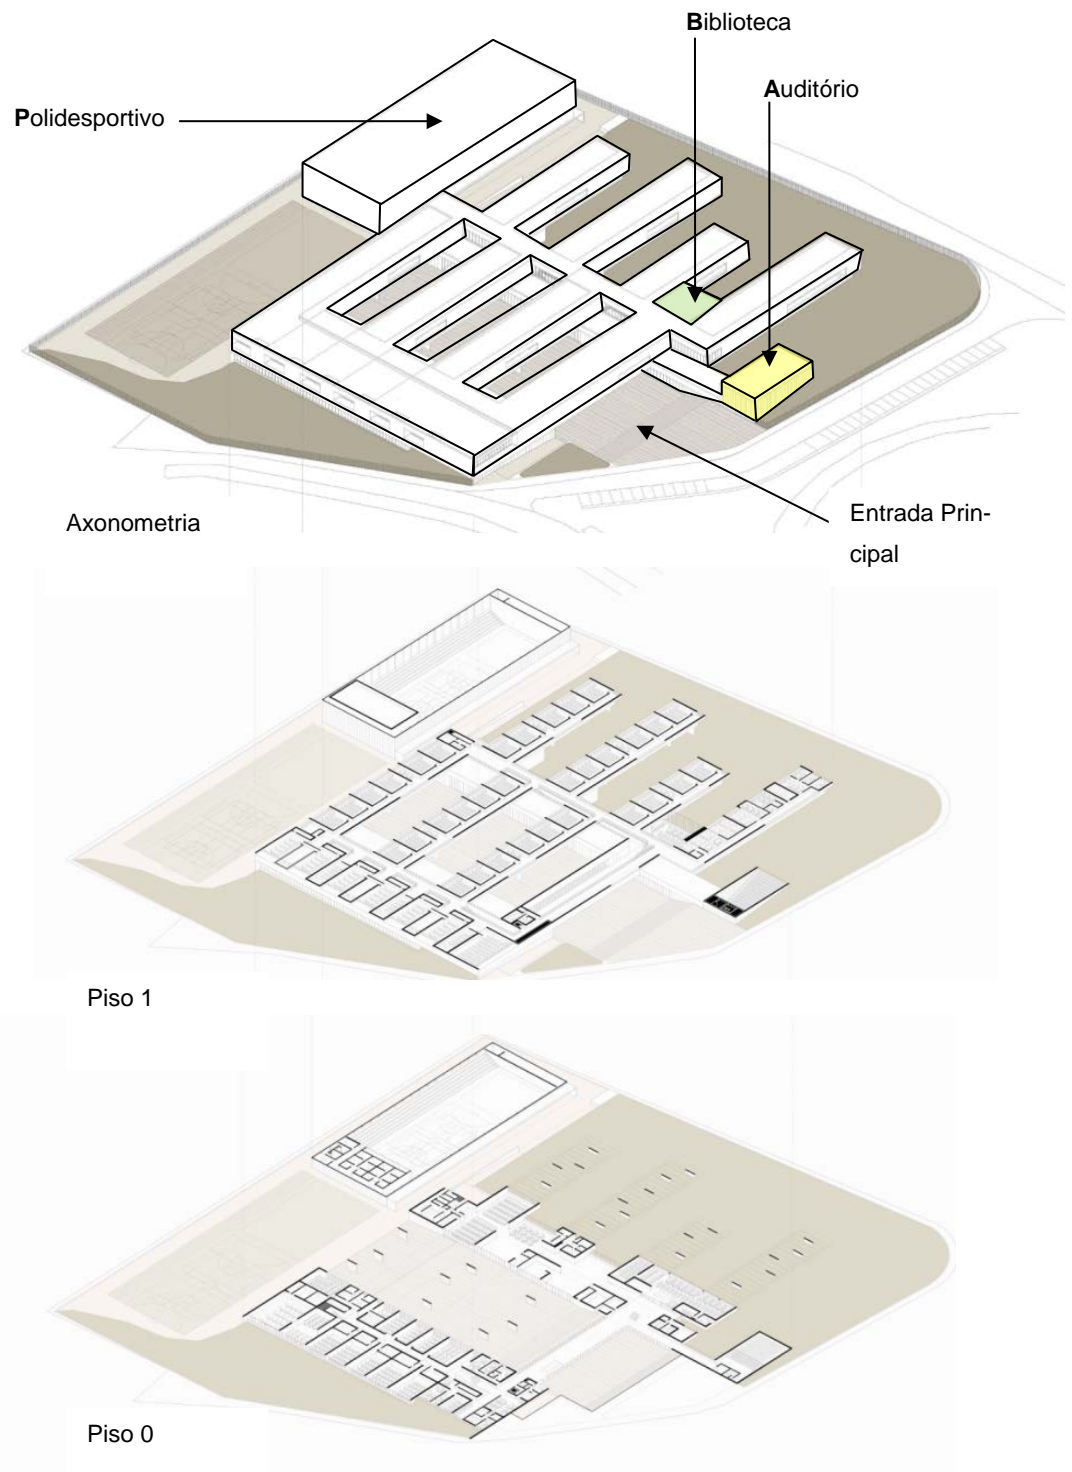 Biblioteca
Auditório
Polidesportivo
Entrada Prin-
cipal
Axonometria
Piso 1
Piso 0